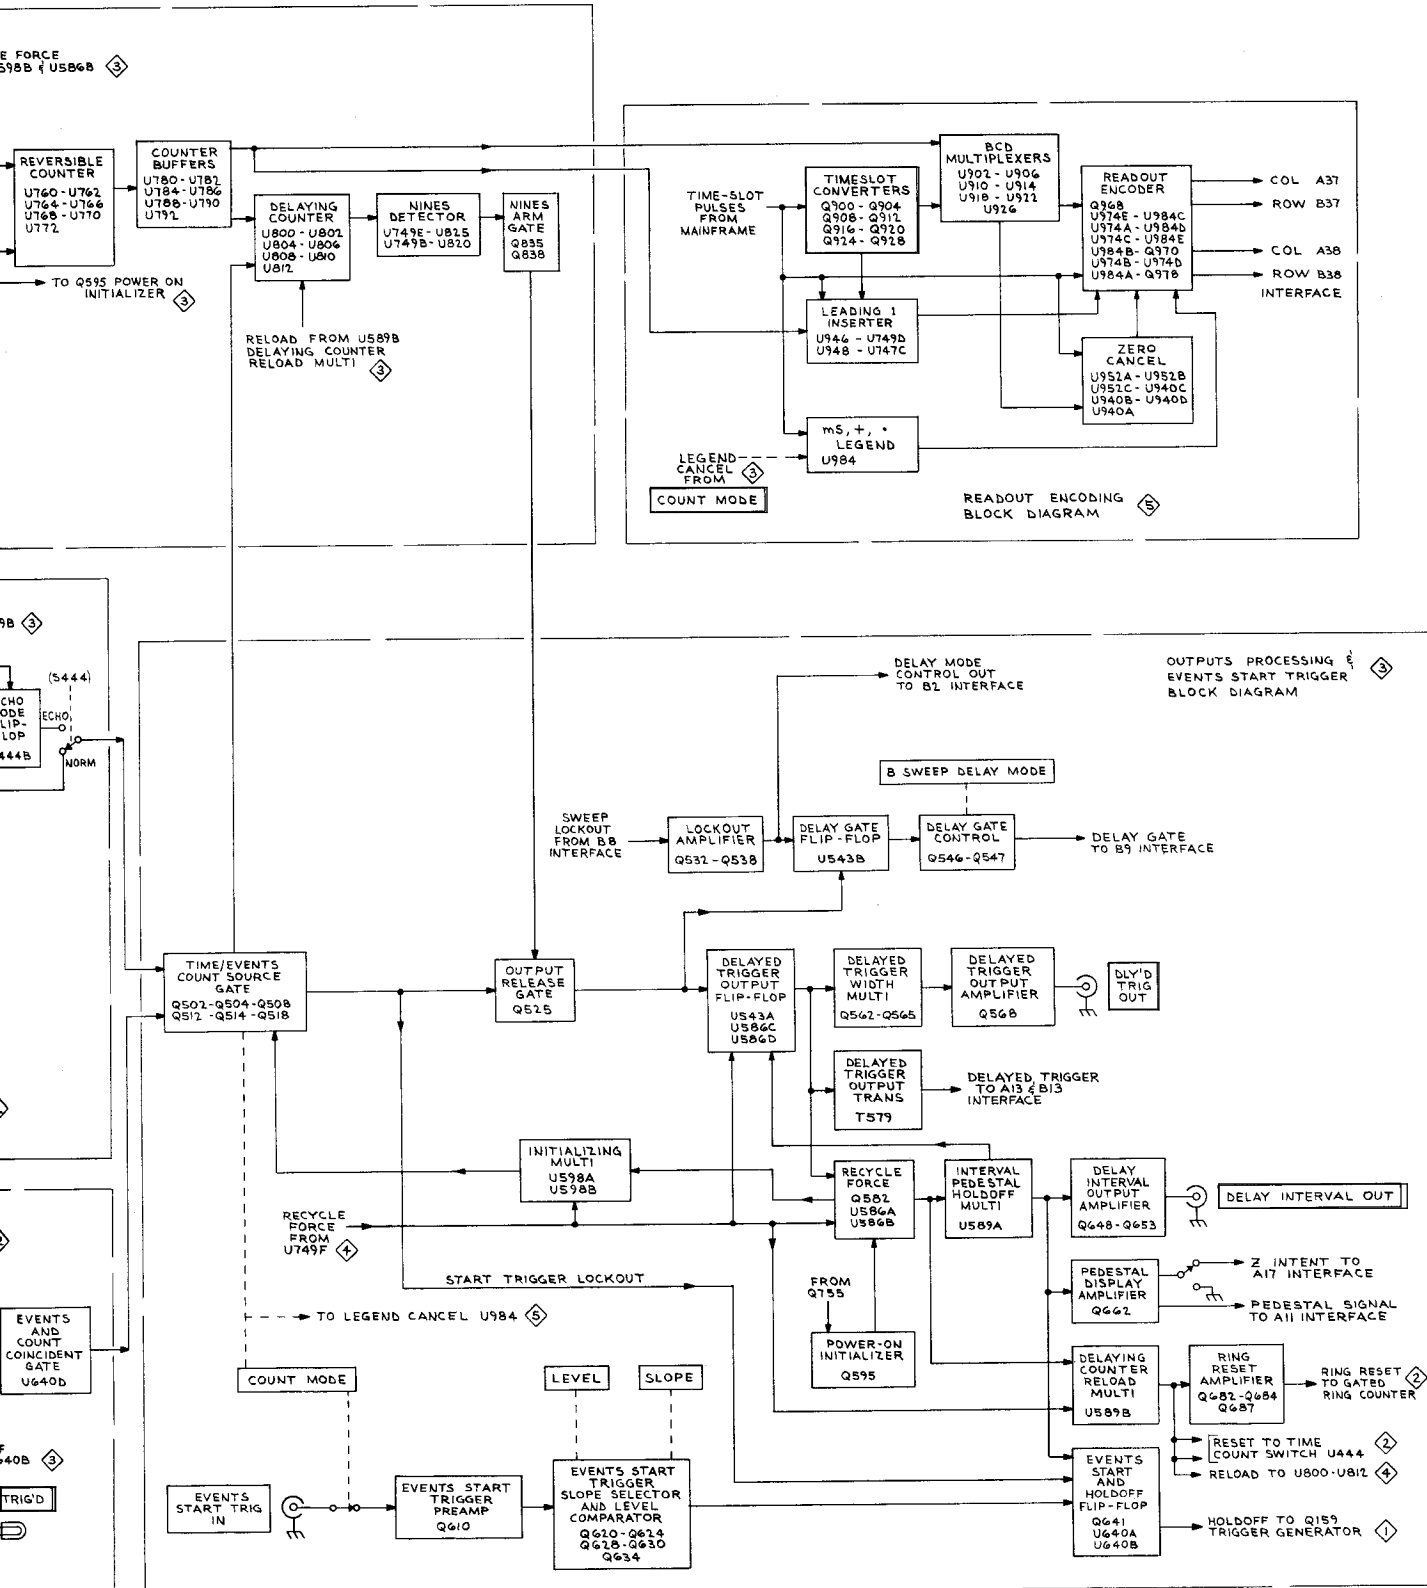 E FORCE
598B & U586B 3
REVERSIBLE
COUNTER
U760 - U762
U764 - U766
U768 - U770
U772
TO Q595 POWER ON
INITIALIZER 3
COUNTER
BUFFERS
U780 - U782
U784 - U786
U788 - U790
U792
DELAYING
COUNTER
U800 - U802
U804 - U806
U808 - U810
U812
NINES
DETECTOR
U749E - U825
U749B - U820
NINES
ARM
GATE
Q835
Q838
RELOAD FROM U589B
DELAYING COUNTER
RELOAD MULTI 3
TIME-SLOT
PULSES
FROM
MAINFRAME
TIMESLOT
CONVERTERS
Q900 - Q904
Q908 - Q912
Q916 - Q920
Q924 - Q928
BCD
MULTIPLEXERS
U902 - U906
U910 - U914
U918 - U922
U926
READOUT
ENCODER
Q968
U974E - U984C
U974A - U984D
U974C - U984E
U984B - Q970
U974B - U974D
U984A - Q978
COL A37
ROW B37
COL A38
ROW B38
INTERFACE
LEADING 1
INSERTER
U946 - U749D
U948 - U747C
ZERO
CANCEL
U952A - U952B
U952C - U940C
U940B - U940D
U940A
mS, +, •
LEGEND
U984
LEGEND
CANCEL
FROM 3
COUNT MODE
READOUT ENCODING
BLOCK DIAGRAM 5
9B 3
(S444)
CHO
ODE
LIP-
LOP
444B
ECHO
NORM
DELAY MODE
CONTROL OUT
TO B2 INTERFACE
OUTPUTS PROCESSING &
EVENTS START TRIGGER
BLOCK DIAGRAM 3
B SWEEP DELAY MODE
SWEEP
LOCKOUT
FROM B8
INTERFACE
LOCKOUT
AMPLIFIER
Q532 - Q538
DELAY GATE
FLIP-FLOP
U543B
DELAY GATE
CONTROL
Q546-Q547
DELAY GATE
TO B9 INTERFACE
TIME/EVENTS
COUNT SOURCE
GATE
Q502-Q504-Q508
Q512 -Q514 -Q518
OUTPUT
RELEASE
GATE
Q525
DELAYED
TRIGGER
OUTPUT
FLIP-FLOP
U543A
U586C
U586D
DELAYED
TRIGGER
WIDTH
MULTI
Q562-Q565
DELAYED
TRIGGER
OUTPUT
AMPLIFIER
Q568
DLY'D
TRIG
OUT
DELAYED
TRIGGER
OUTPUT
TRANS
T579
DELAYED TRIGGER
TO A13 & B13
INTERFACE
INITIALIZING
MULTI
U598A
U598B
RECYCLE
FORCE
Q582
U586A
U586B
INTERVAL
PEDESTAL
HOLDOFF
MULTI
U589A
DELAY
INTERVAL
OUTPUT
AMPLIFIER
Q648-Q653
DELAY INTERVAL OUT
RECYCLE
FORCE
FROM
U749F 4
START TRIGGER LOCKOUT
FROM
Q755
PEDESTAL
DISPLAY
AMPLIFIER
Q662
Z INTENT TO
A17 INTERFACE
PEDESTAL SIGNAL
TO A11 INTERFACE
TO LEGEND CANCEL U984 5
EVENTS
AND
COUNT
COINCIDENT
GATE
U640D
POWER-ON
INITIALIZER
Q595
DELAYING
COUNTER
RELOAD
MULTI
U589B
RING
RESET
AMPLIFIER
Q682-Q684
Q687
RING RESET
TO GATED
RING COUNTER 2
COUNT MODE
LEVEL
SLOPE
RESET TO TIME
COUNT SWITCH U444 2
RELOAD TO U800-U812 4
F
640B 3
TRIG'D
EVENTS
START TRIG
IN
EVENTS START
TRIGGER
PREAMP
Q610
EVENTS START
TRIGGER
SLOPE SELECTOR
AND LEVEL
COMPARATOR
Q620-Q624
Q628-Q630
Q634
EVENTS
START
AND
HOLDOFF
FLIP-FLOP
Q641
U640A
U640B
HOLDOFF TO Q159
TRIGGER GENERATOR 1